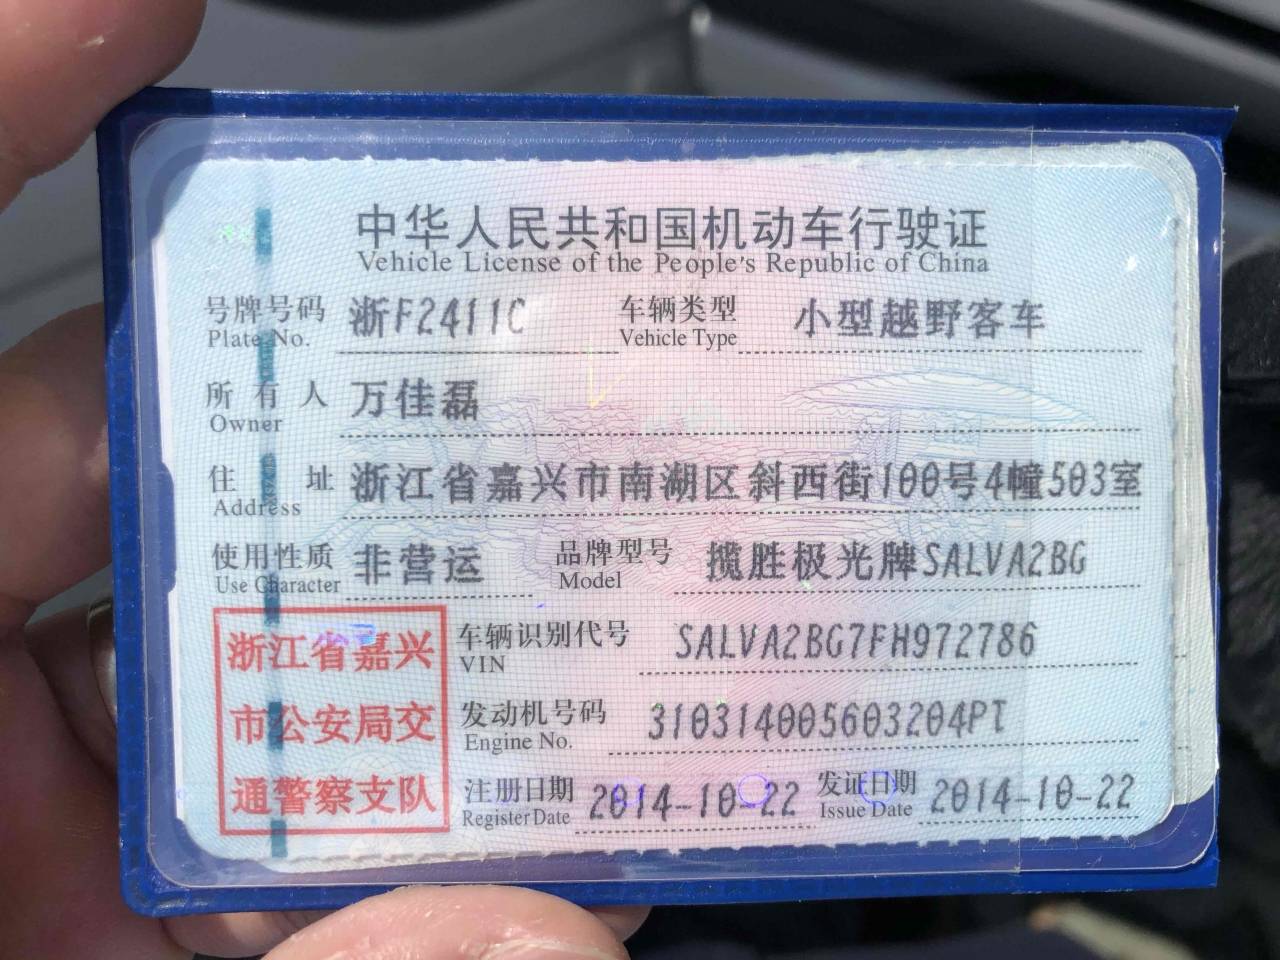 中华人民共和国机动车行驶证
Vehicle License of the People's Republic of China
号牌号码 浙F2411C 车辆类型 小型越野客车
Plate No. Vehicle Type
所有人 万佳磊
Owner
住址 浙江省嘉兴市南湖区斜西街100号4幢503室
Address
使用性质 非营运 品牌型号 揽胜极光牌SALVA2BG
Use Character Model
浙江省嘉兴
市公安局交
通警察支队
车辆识别代号 SALVA2BG7FH972786
VIN
发动机号码 310314005603204PT
Engine No.
注册日期 2014-10-22 发证日期 2014-10-22
Register Date Issue Date